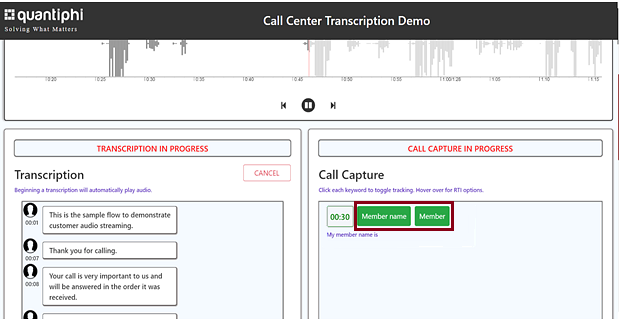 quantiphi
Solving What Matters
Call Center Transcription Demo
0:20 0:25 0:30 0:35 0:40 0:45 0:50 0:55 1:00/1:28 1:05 1:10 1:15
TRANSCRIPTION IN PROGRESS
Transcription
CANCEL
Beginning a transcription will automatically play audio.
00:01
This is the sample flow to demonstrate
customer audio streaming.
00:07
Thank you for calling.
00:08
Your call is very important to us and
will be answered in the order it was
received.
CALL CAPTURE IN PROGRESS
Call Capture
Click each keyword to toggle tracking. Hover over for RTI options.
00:30 Member name Member
My member name is